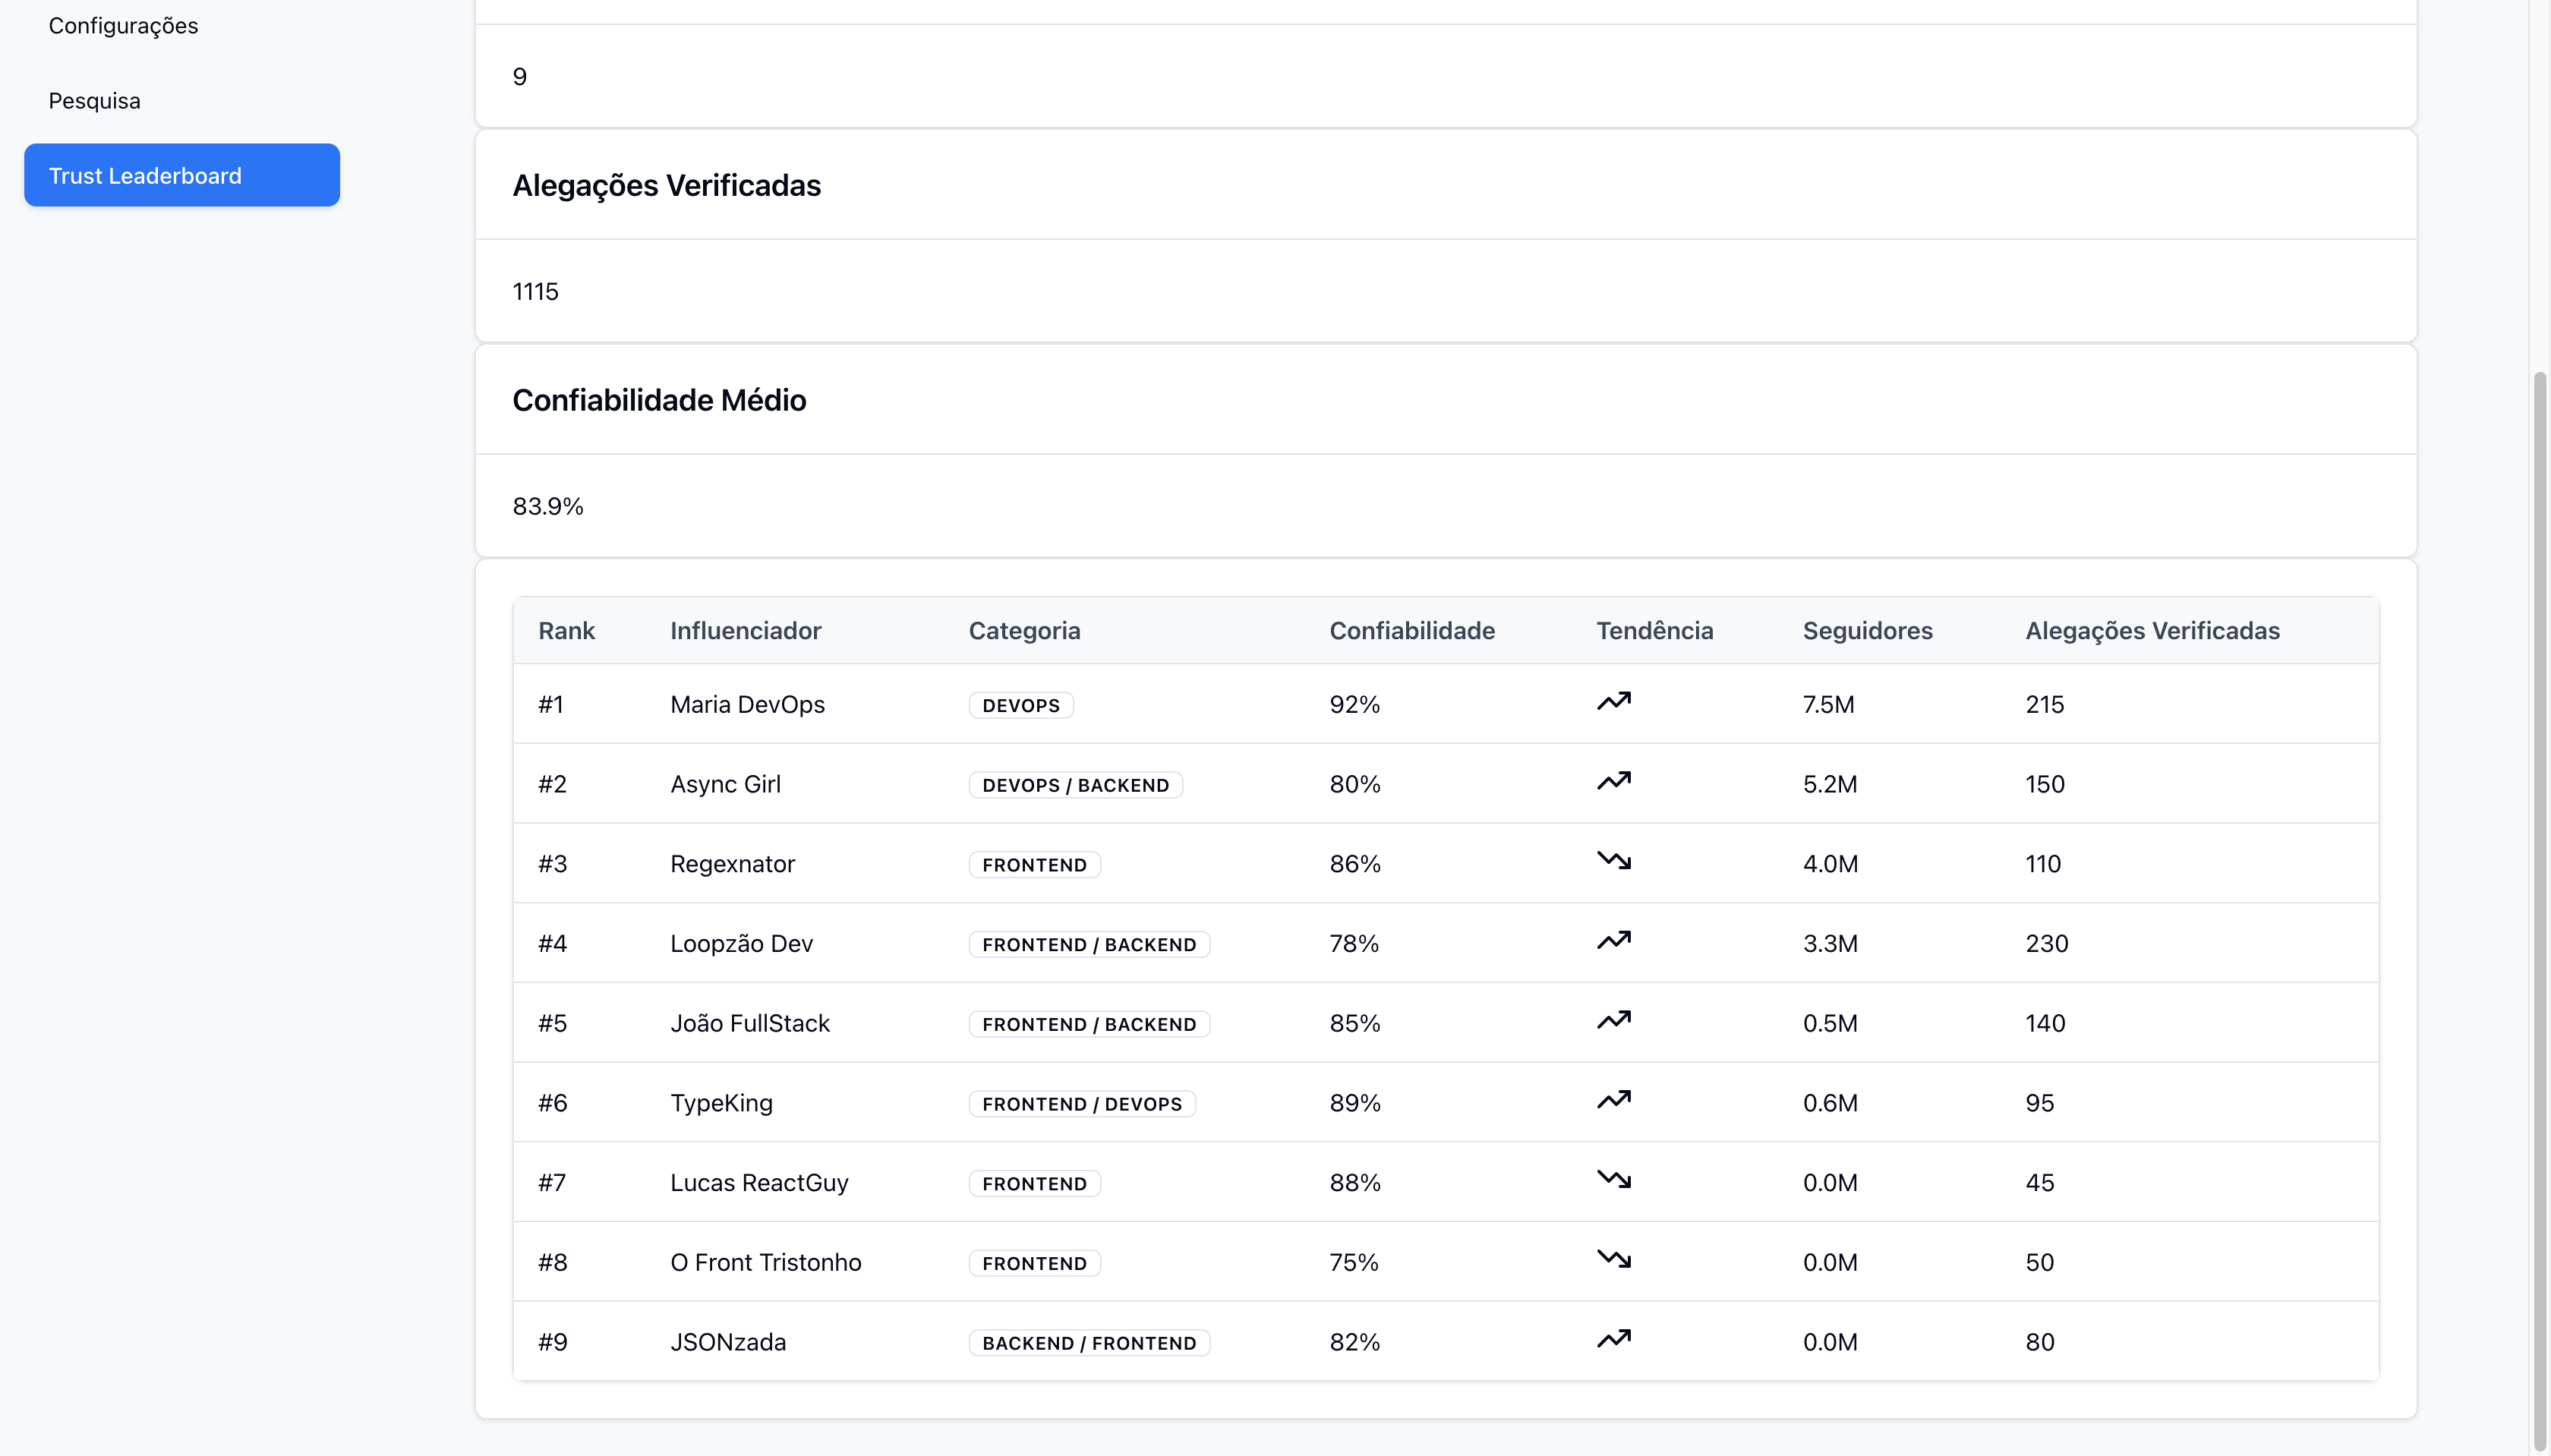 Configurações
Pesquisa
Trust Leaderboard
9
Alegações Verificadas
1115
Confiabilidade Médio
83.9%
Rank Influenciador Categoria Confiabilidade Tendência Seguidores Alegações Verificadas
#1 Maria DevOps DEVOPS 92% 7.5M 215
#2 Async Girl DEVOPS / BACKEND 80% 5.2M 150
#3 Regexnator FRONTEND 86% 4.0M 110
#4 Loopzão Dev FRONTEND / BACKEND 78% 3.3M 230
#5 João FullStack FRONTEND / BACKEND 85% 0.5M 140
#6 TypeKing FRONTEND / DEVOPS 89% 0.6M 95
#7 Lucas ReactGuy FRONTEND 88% 0.0M 45
#8 O Front Tristonho FRONTEND 75% 0.0M 50
#9 JSONzada BACKEND / FRONTEND 82% 0.0M 80